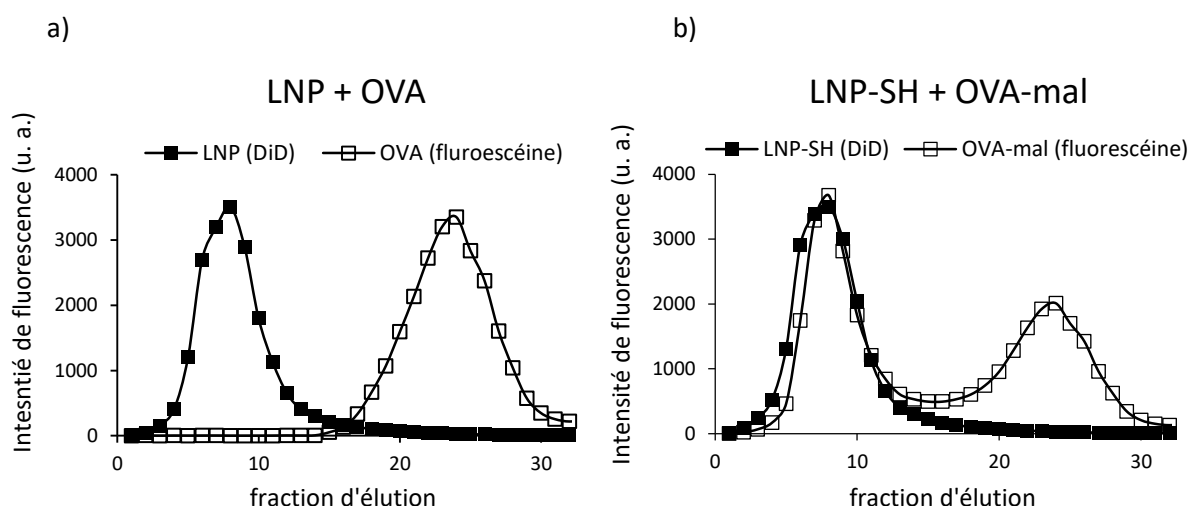 a)
LNP + OVA
LNP (DiD) OVA (fluroescéine)
Intesntié de fluorescence (u. a.)
4000
3000
2000
1000
0
0 10 20 30
fraction d'élution
b)
LNP-SH + OVA-mal
LNP-SH (DiD) OVA-mal (fluorescéine)
Intensité de fluorescence (u. a.)
4000
3000
2000
1000
0
0 10 20 30
fraction d'élution